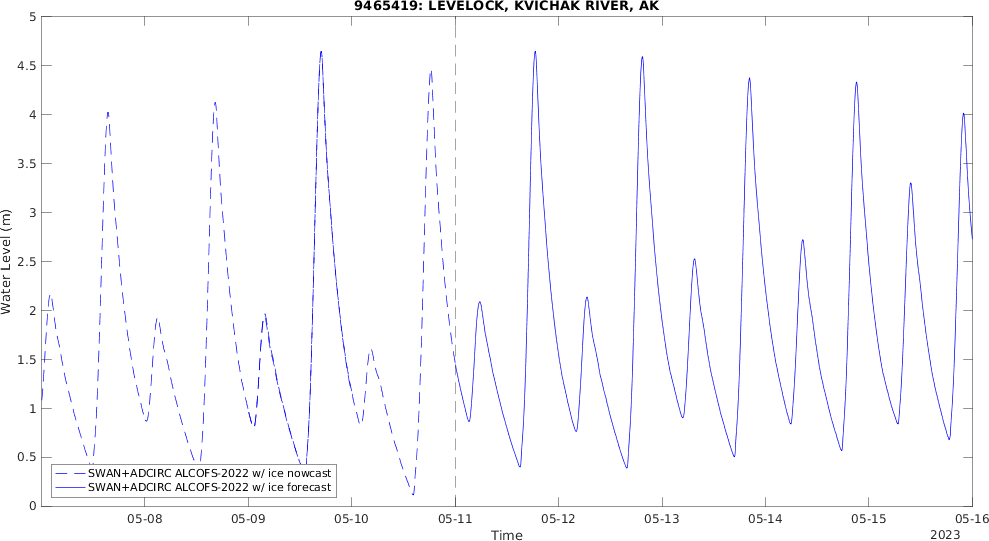 9465419: LEVELOCK, KVICHAK RIVER, AK
5
4.5
4
3.5
3
2.5
2
1.5
1
0.5
0
Water Level (m)
SWAN+ADCIRC ALCOFS-2022 w/ ice nowcast
SWAN+ADCIRC ALCOFS-2022 w/ ice forecast
05-08 05-09 05-10 05-11 05-12 05-13 05-14 05-15 05-16
Time
2023